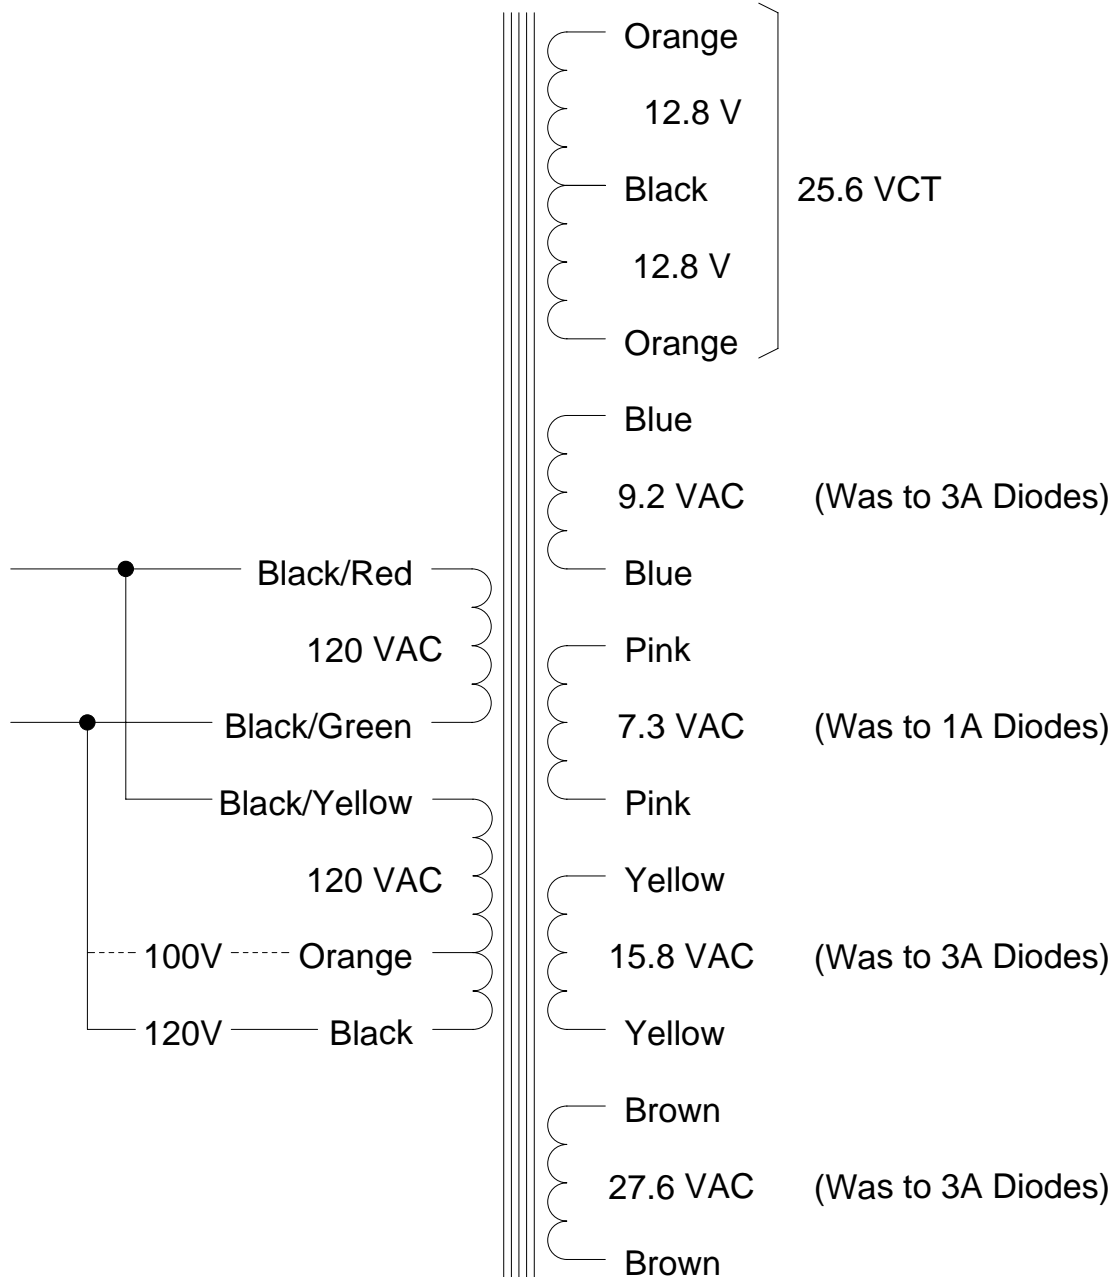 Orange
12.8 V
Black
25.6 VCT
12.8 V
Orange
Blue
9.2 VAC (Was to 3A Diodes)
Blue
Black/Red
120 VAC
Black/Green
Black/Yellow
120 VAC
100V Orange
120V Black
Pink
7.3 VAC (Was to 1A Diodes)
Pink
Yellow
15.8 VAC (Was to 3A Diodes)
Yellow
Brown
27.6 VAC (Was to 3A Diodes)
Brown